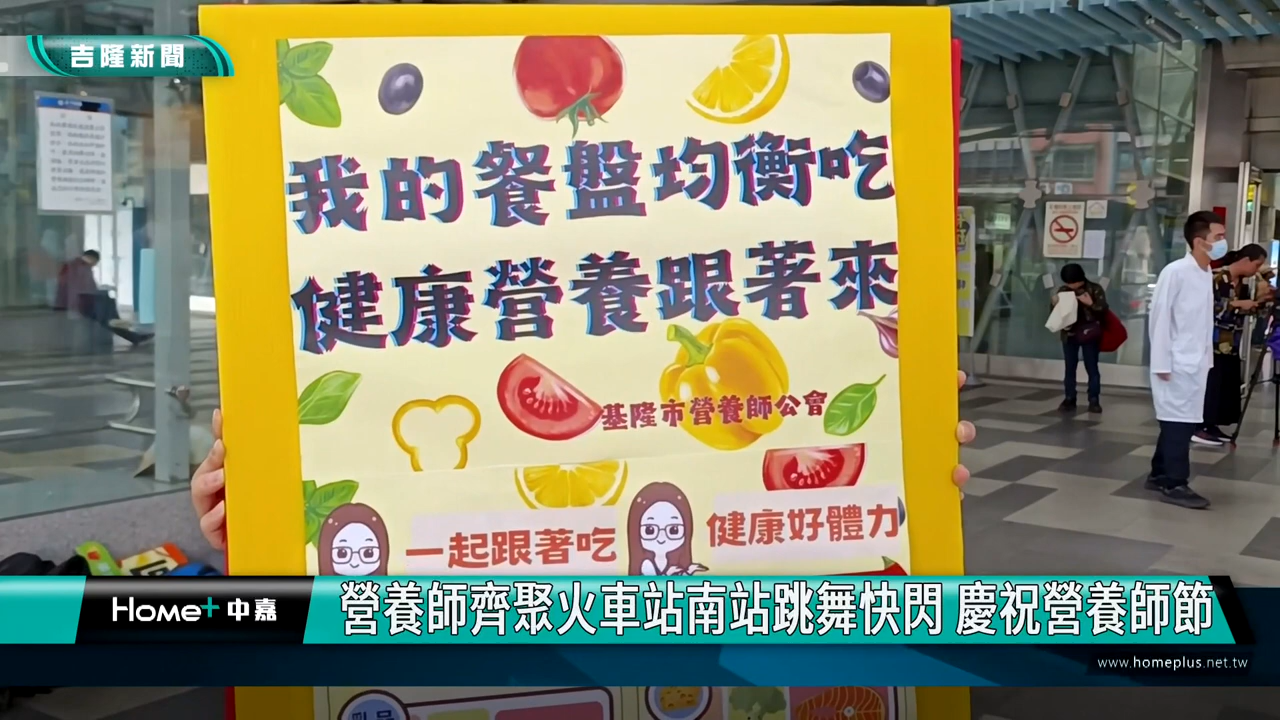 吉隆新聞
我的餐盤均衡吃
健康營養跟著來
基隆市營養師公會
一起跟著吃
健康好體力
Home+中嘉
營養師齊聚火車站南站跳舞快閃 慶祝營養師節
www.homeplus.net.tw
乳品